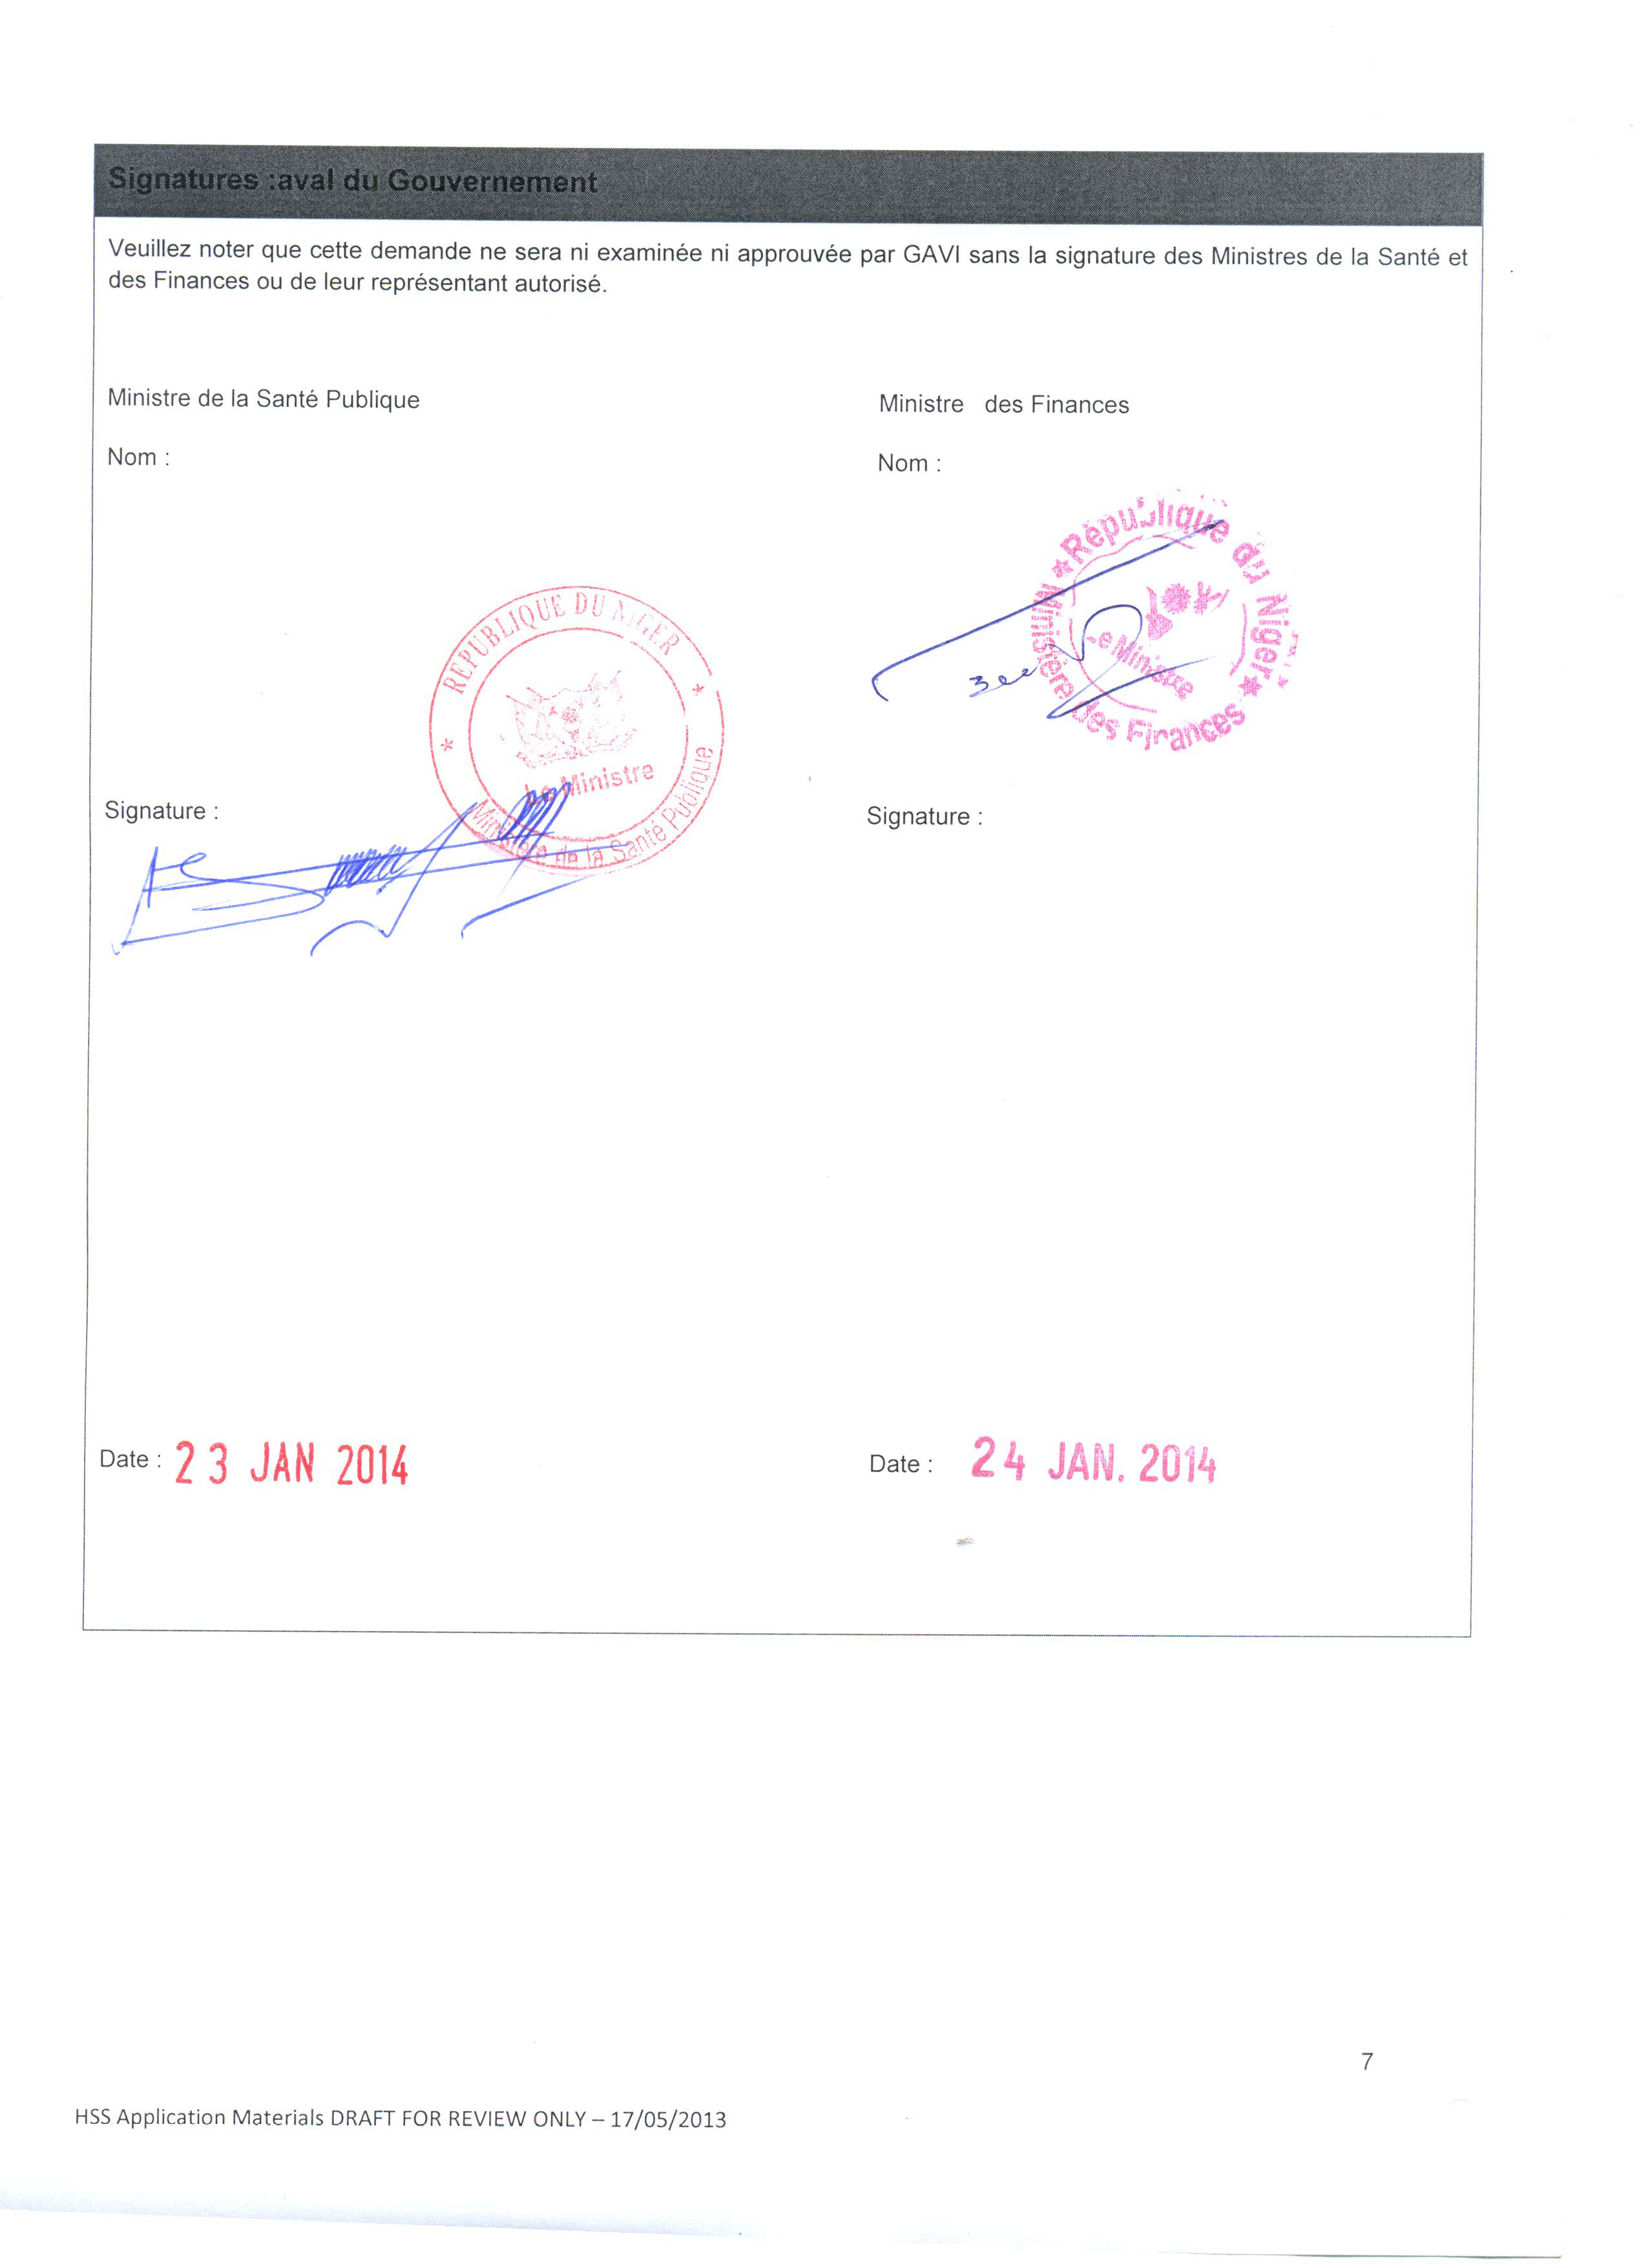 Signatures :aval du Gouvernement
Veuillez noter que cette demande ne sera ni examinée ni approuvée par GAVI sans la signature des Ministres de la Santé et
des Finances ou de leur représentant autorisé.
Ministre de la Santé Publique
Ministre des Finances
Nom :
Nom :
★ République du Niger ★
Ministère des Finances
Le Ministre
REPUBLIQUE DU NIGER
Le Ministre
Ministère de la Santé Publique
Signature :
Signature :
Date : 23 JAN 2014
Date : 24 JAN. 2014
7
HSS Application Materials DRAFT FOR REVIEW ONLY – 17/05/2013